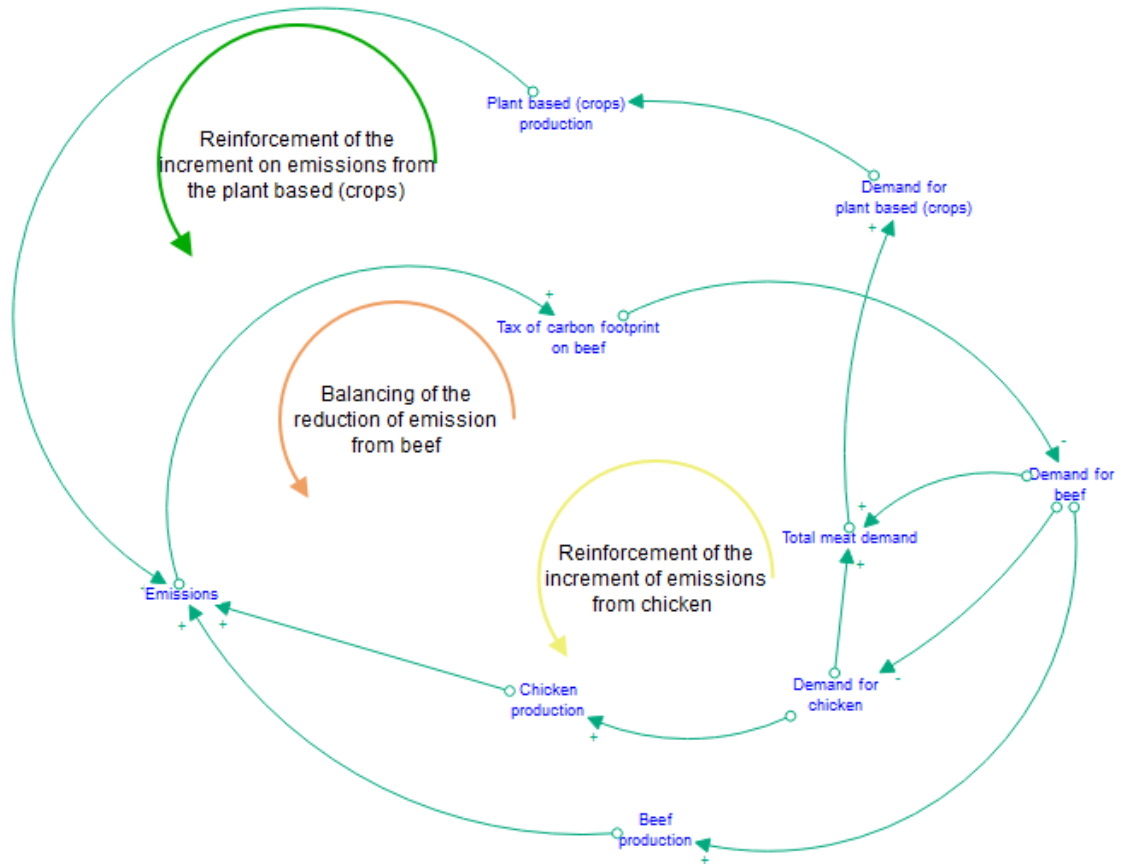 Plant based (crops)
production
Reinforcement of the
increment on emissions from
the plant based (crops)
Demand for
plant based (crops)
+
+
Tax of carbon footprint
on beef
Balancing of the
reduction of emission
from beef
-
Demand for
beef
+
Total meat demand
+
Reinforcement of the
increment of emissions
from chicken
-
Emissions
+
+
Demand for
chicken
-
Chicken
production
+
Beef
production
+